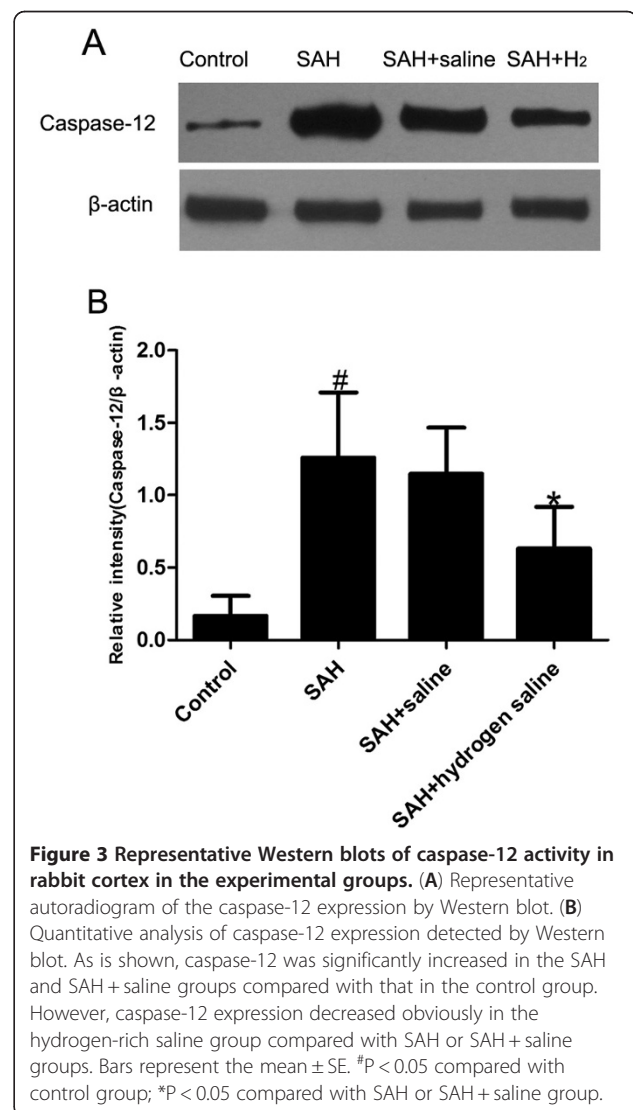 A
Control SAH SAH+saline SAH+H₂
Caspase-12
β-actin
B
Relative intensity(Caspase-12/β -actin)
2.0
1.5
1.0
0.5
0.0
#
*
Control
SAH
SAH+saline
SAH+hydrogen saline
Figure 3 Representative Western blots of caspase-12 activity in
rabbit cortex in the experimental groups. (A) Representative
autoradiogram of the caspase-12 expression by Western blot. (B)
Quantitative analysis of caspase-12 expression detected by Western
blot. As is shown, caspase-12 was significantly increased in the SAH
and SAH + saline groups compared with that in the control group.
However, caspase-12 expression decreased obviously in the
hydrogen-rich saline group compared with SAH or SAH + saline
groups. Bars represent the mean ± SE. #P < 0.05 compared with
control group; *P < 0.05 compared with SAH or SAH + saline group.